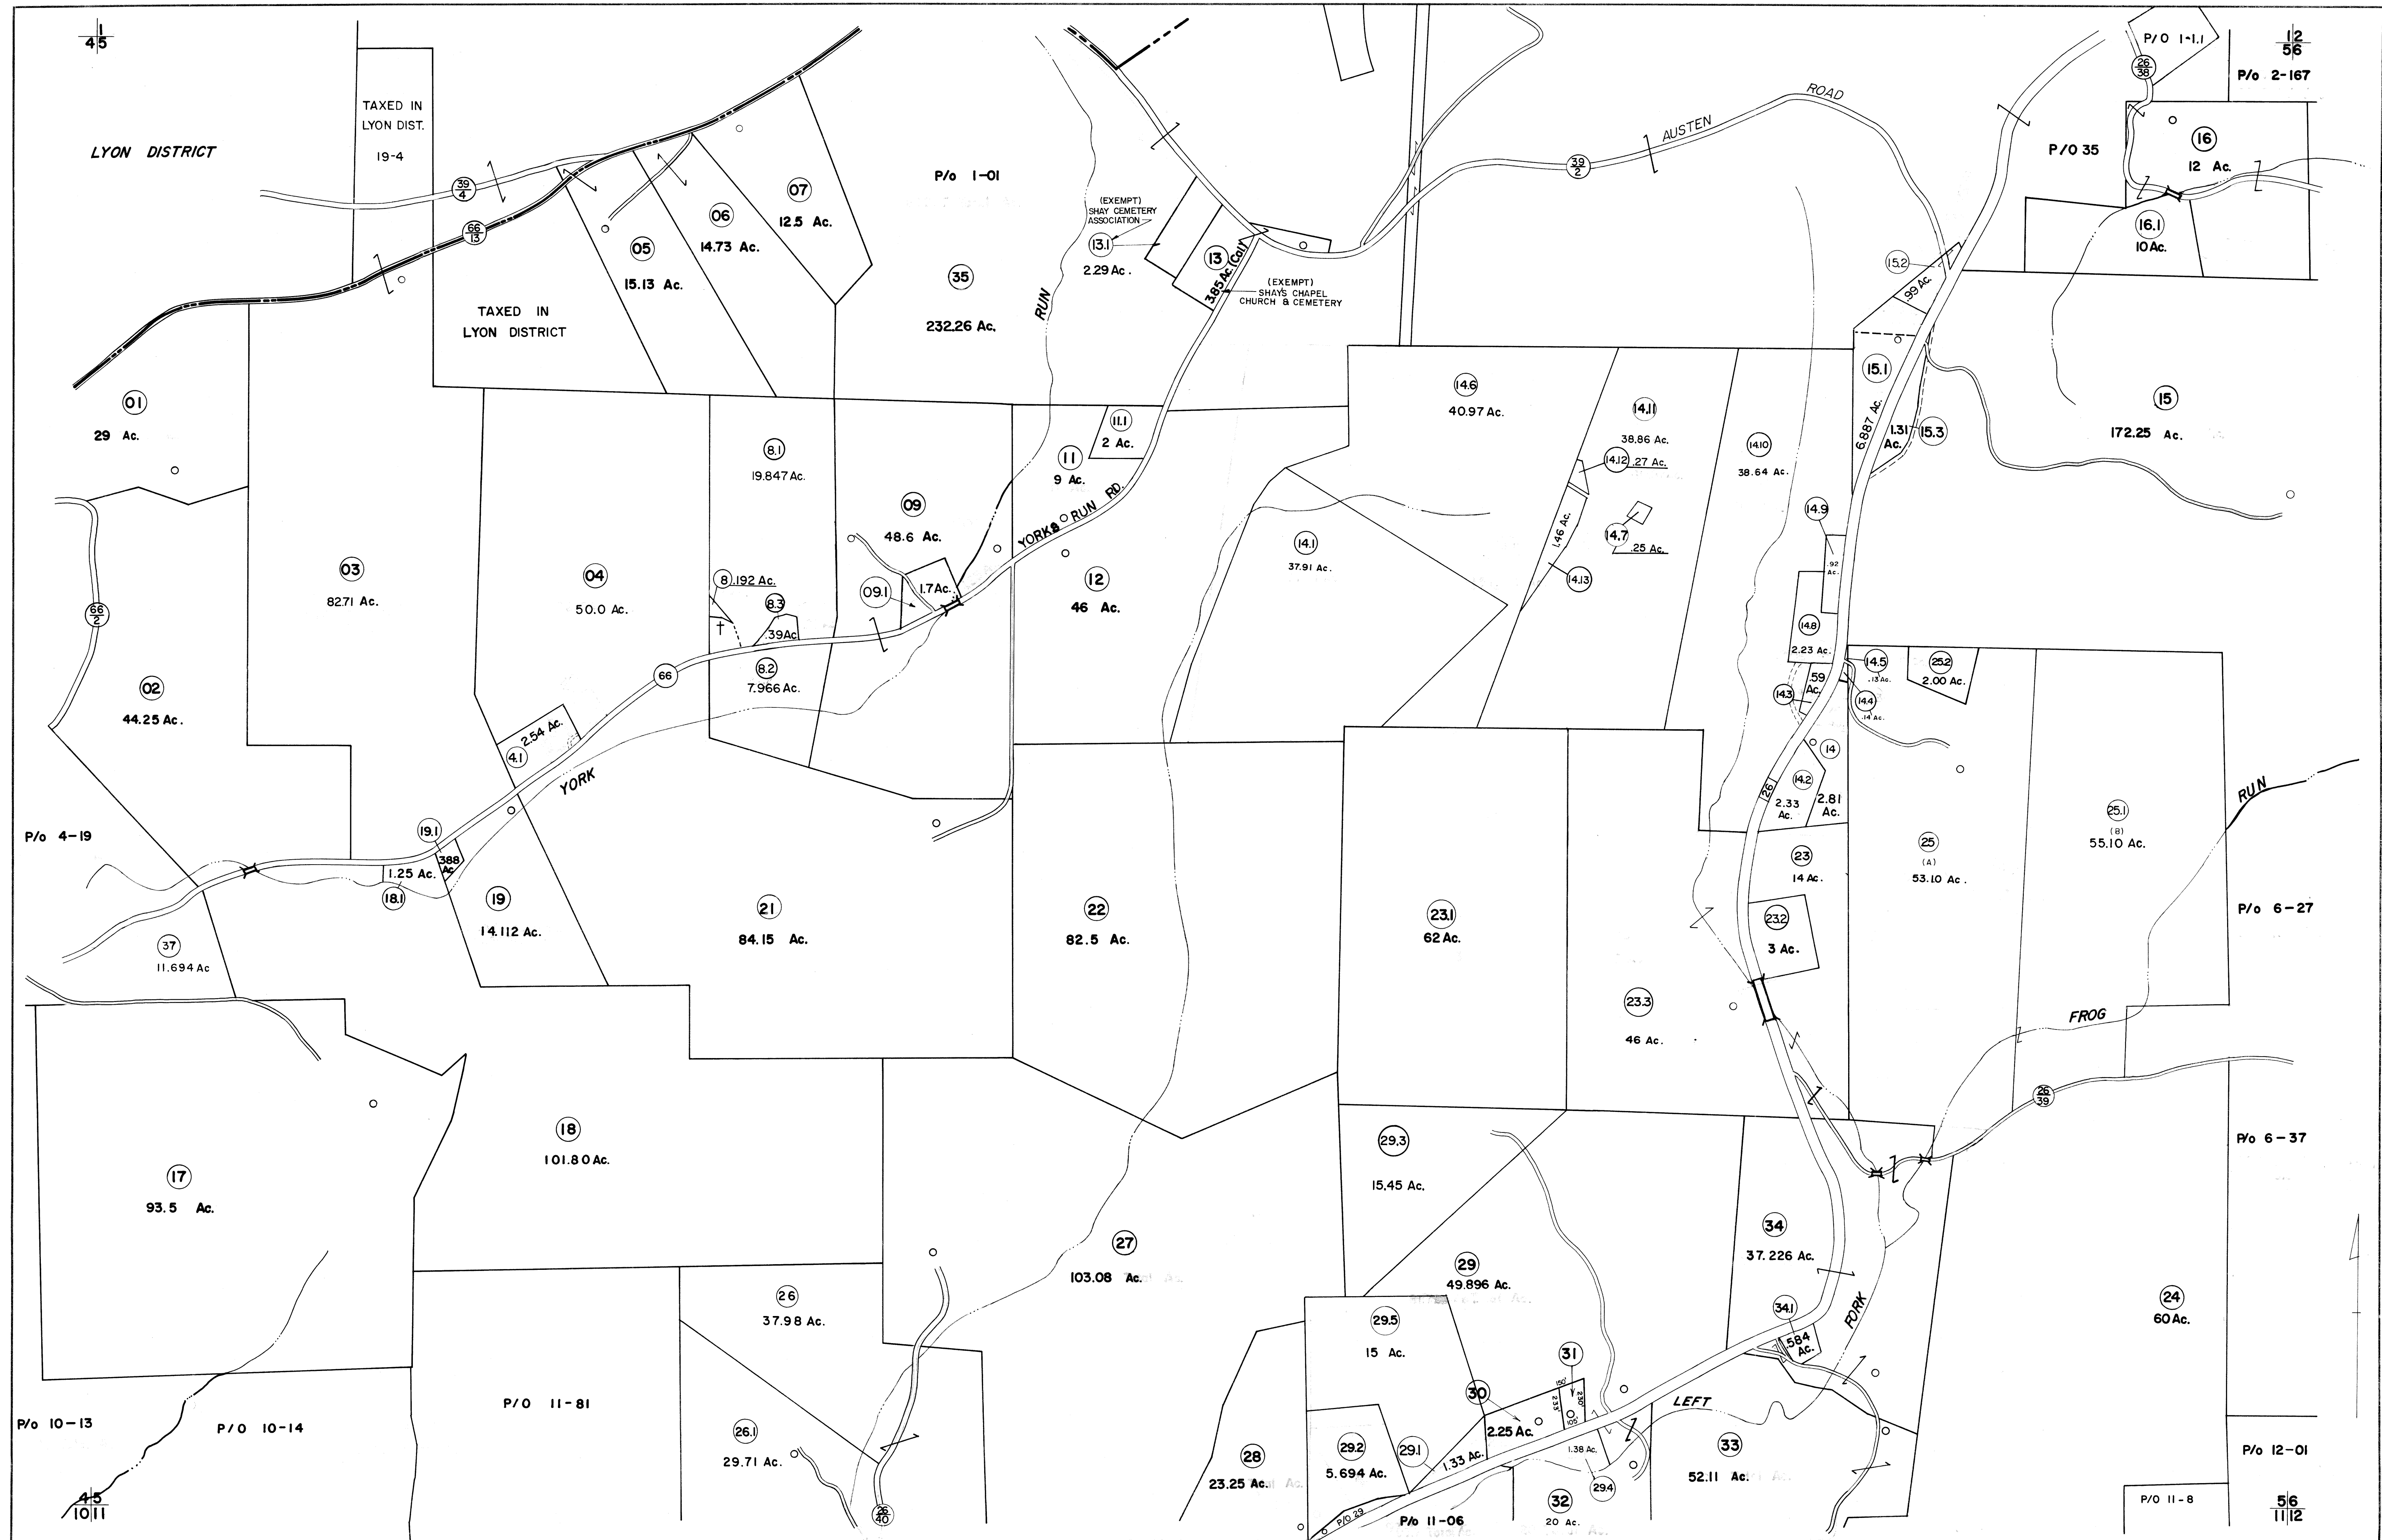 1
45
LYON DISTRICT
TAXED IN
LYON DIST.
19-4
39
4
66
13
05
15.13 Ac.
06
14.73 Ac.
07
12.5 Ac.
TAXED IN
LYON DISTRICT
P/o 1-01
35
232.26 Ac.
RUN
(EXEMPT)
SHAY CEMETERY
ASSOCIATION
13.1
2.29 Ac.
13
3.85 Ac. (Cal)
(EXEMPT)
SHAY'S CHAPEL
CHURCH & CEMETERY
39
2
AUSTEN
ROAD
P/O 1-1.1
26
38
12
56
P/o 2-167
P/O 35
16
12 Ac.
16.1
10 Ac.
15.2
.99 Ac.
15.1
6.887 Ac.
1.31
Ac.
15.3
15
172.25 Ac.
01
29 Ac.
03
82.71 Ac.
04
50.0 Ac.
8.1
19.847 Ac.
8
.192 Ac.
8.3
.39 Ac
8.2
7.966 Ac.
09
48.6 Ac.
09.1
1.7 Ac.
11
9 Ac.
11.1
2 Ac.
YORKS RUN RD.
12
46 Ac.
14.1
37.91 Ac.
14.6
40.97 Ac.
14.11
38.86 Ac.
14.12
.27 Ac.
1.46 Ac.
14.7
.25 Ac.
14.13
14.10
38.64 Ac.
14.9
.92
Ac.
14.8
2.23 Ac.
14.3
.59
Ac.
14.5
.13 Ac.
14.4
.14 Ac.
25.2
2.00 Ac.
66
2
02
44.25 Ac.
66
4.1
2.54 Ac.
YORK
14
14.2
2.33
Ac.
2.81
Ac.
26
P/o 4-19
19.1
.388
Ac
1.25 Ac.
18.1
19
14.112 Ac.
37
11.694 Ac
21
84.15 Ac.
22
82.5 Ac.
23.1
62 Ac.
23
14 Ac.
23.2
3 Ac.
23.3
46 Ac.
25
(A)
53.10 Ac.
25.1
(B)
55.10 Ac.
RUN
P/o 6-27
FROG
26
39
17
93.5 Ac.
18
101.80 Ac.
27
103.08 Ac.
29.3
15.45 Ac.
29
49.896 Ac.
34
37.226 Ac.
P/o 6-37
24
60 Ac.
26
37.98 Ac.
29.5
15 Ac.
34.1
.584
Ac.
FORK
LEFT
P/O 11-81
26.1
29.71 Ac.
26
40
28
23.25 Ac.
29.2
5.694 Ac.
29.1
1.33 Ac.
30
2.25 Ac.
31
150'
233'
230'
105'
1.38 Ac.
29.4
33
52.11 Ac.
32
20 Ac.
P/O 29
P/o 11-06
P/o 10-13
P/O 10-14
45
1011
P/o 12-01
P/O 11-8
56
1112